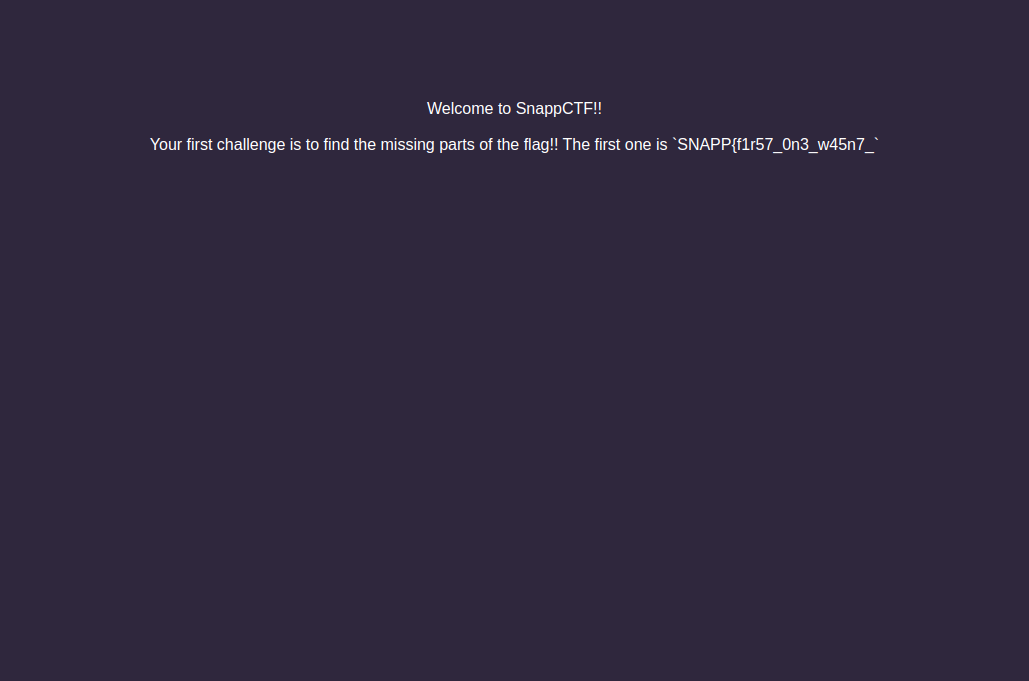 Welcome to SnappCTF!!
Your first challenge is to find the missing parts of the flag!! The first one is `SNAPP{f1r57_0n3_w45n7_`